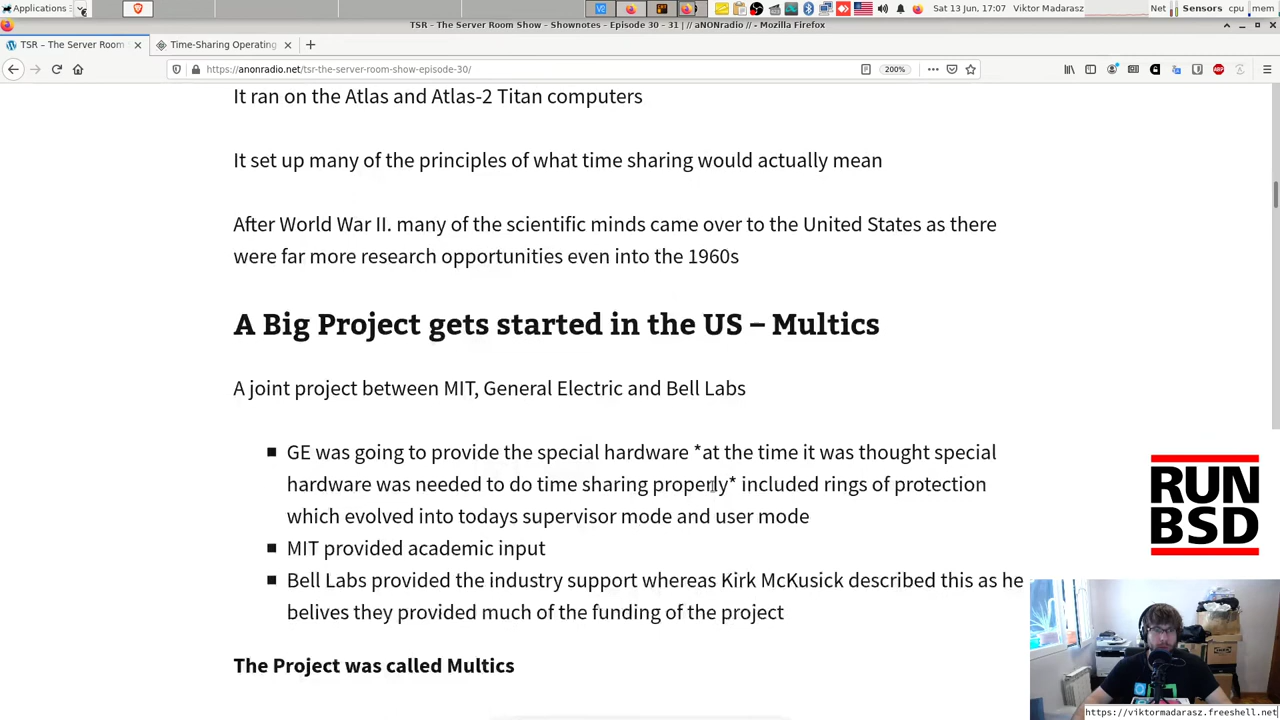 Applications
Sat 13 Jun, 17:07 Viktor Madarasz Net Sensors cpu mem
TSR - The Server Room Show - Shownotes - Episode 30 - 31 | // aNONradio // - Mozilla Firefox
TSR – The Server Room × Time-Sharing Operating × +
https://anonradio.net/tsr-the-server-room-show-episode-30/ 200%
It ran on the Atlas and Atlas-2 Titan computers
It set up many of the principles of what time sharing would actually mean
After World War II. many of the scientific minds came over to the United States as there
were far more research opportunities even into the 1960s
A Big Project gets started in the US – Multics
A joint project between MIT, General Electric and Bell Labs
GE was going to provide the special hardware *at the time it was thought special
hardware was needed to do time sharing properly* included rings of protection
which evolved into todays supervisor mode and user mode
MIT provided academic input
Bell Labs provided the industry support whereas Kirk McKusick described this as he
belives they provided much of the funding of the project
The Project was called Multics
RUN
BSD
https://viktormadarasz.freeshell.net